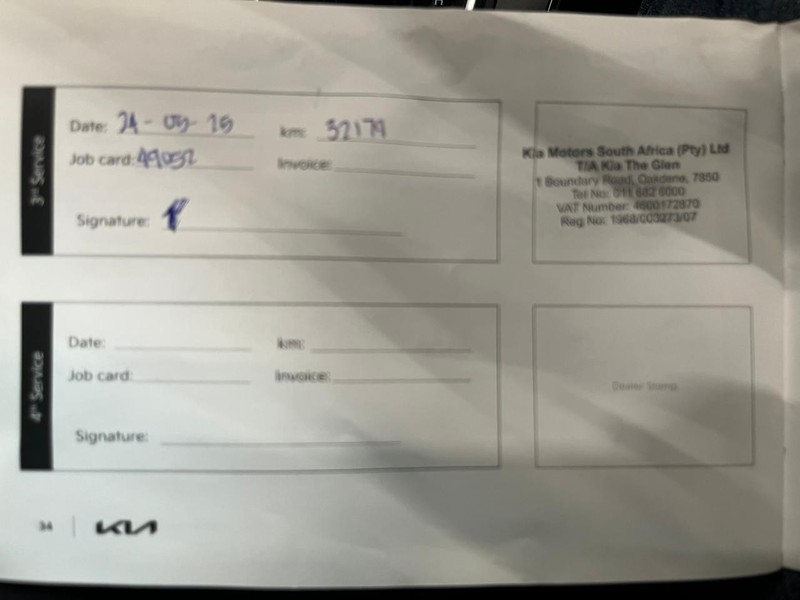 3rd Service
Date: 24-05-25 km: 32179
Job card: 49052 Invoice:
Signature:
Kia Motors South Africa (Pty) Ltd
T/A Kia The Glen
1 Boundary Road, Oakdene, 7850
Tel No: 011 682 6000
VAT Number: 4600172870
Reg No: 1968/003273/07
4th Service
Date: km:
Job card: Invoice:
Signature:
Dealer Stamp
34 KIA